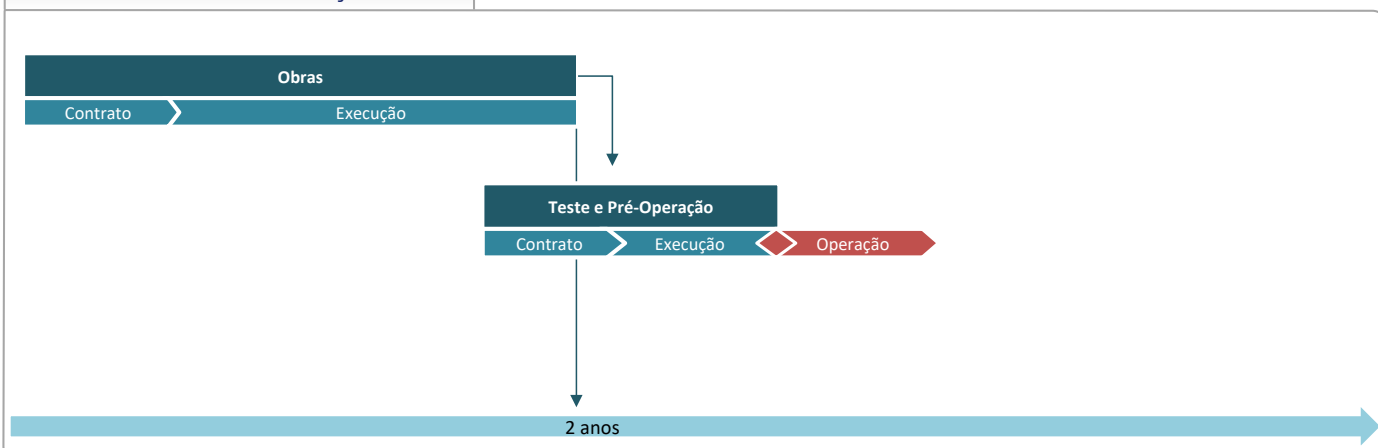 Obras
Contrato
Execução
Teste e Pré-Operação
Contrato
Execução
Operação
2 anos